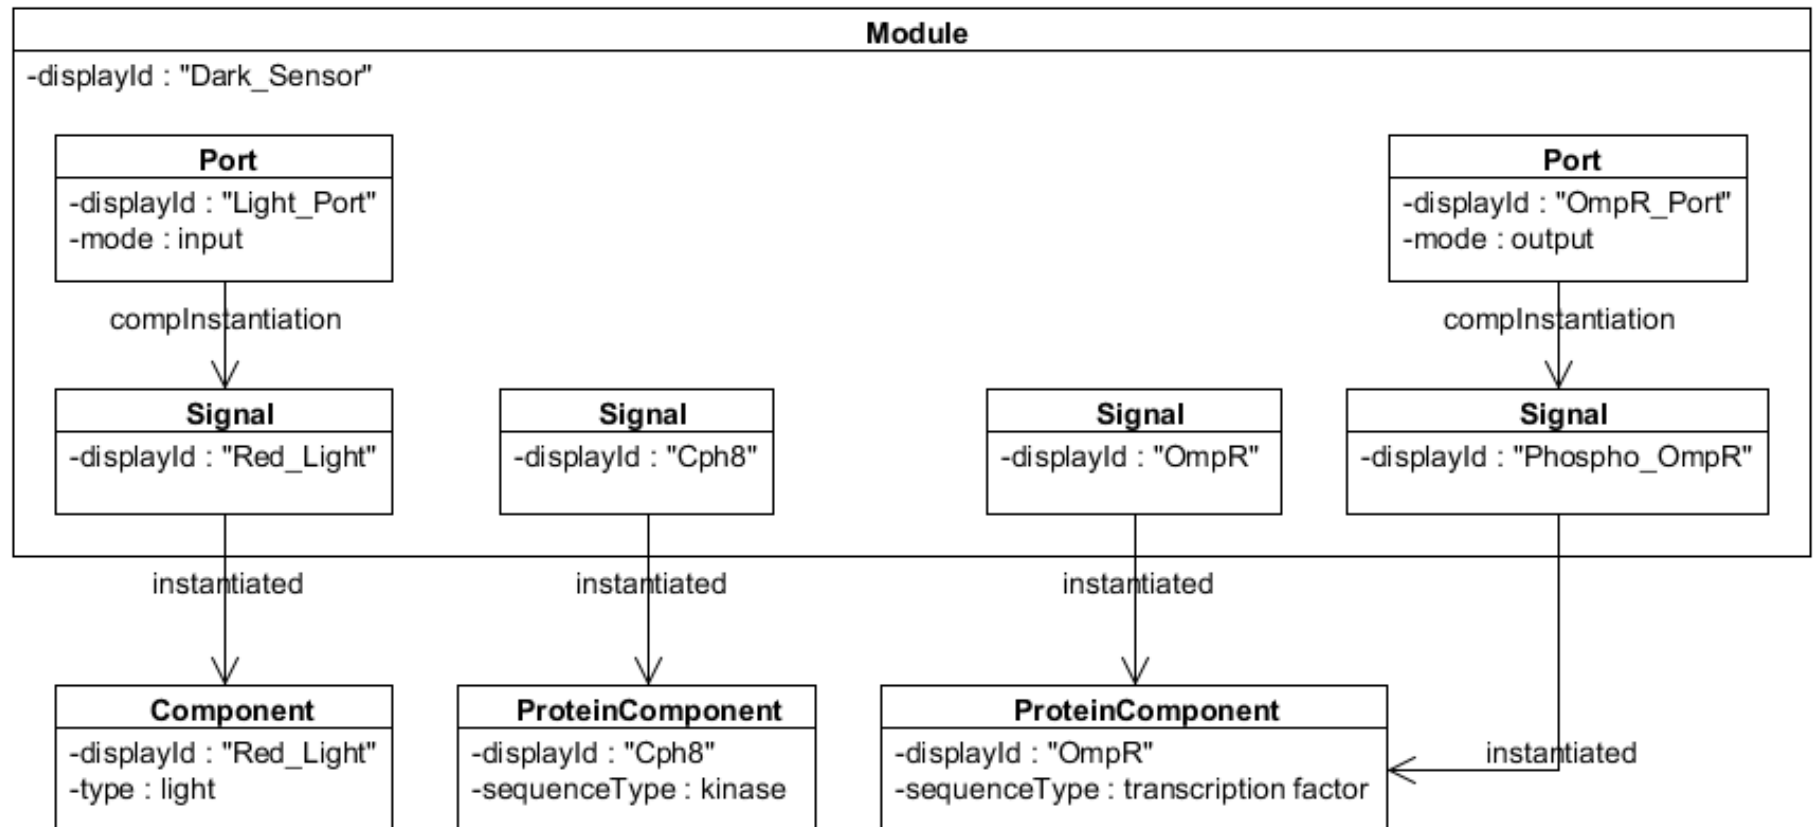 Module
-displayId : "Dark_Sensor"
Port
-displayId : "Light_Port"
-mode : input
Port
-displayId : "OmpR_Port"
-mode : output
compInstantiation
compInstantiation
Signal
-displayId : "Red_Light"
Signal
-displayId : "Cph8"
Signal
-displayId : "OmpR"
Signal
-displayId : "Phospho_OmpR"
instantiated
instantiated
instantiated
Component
-displayId : "Red_Light"
-type : light
ProteinComponent
-displayId : "Cph8"
-sequenceType : kinase
ProteinComponent
-displayId : "OmpR"
-sequenceType : transcription factor
instantiated